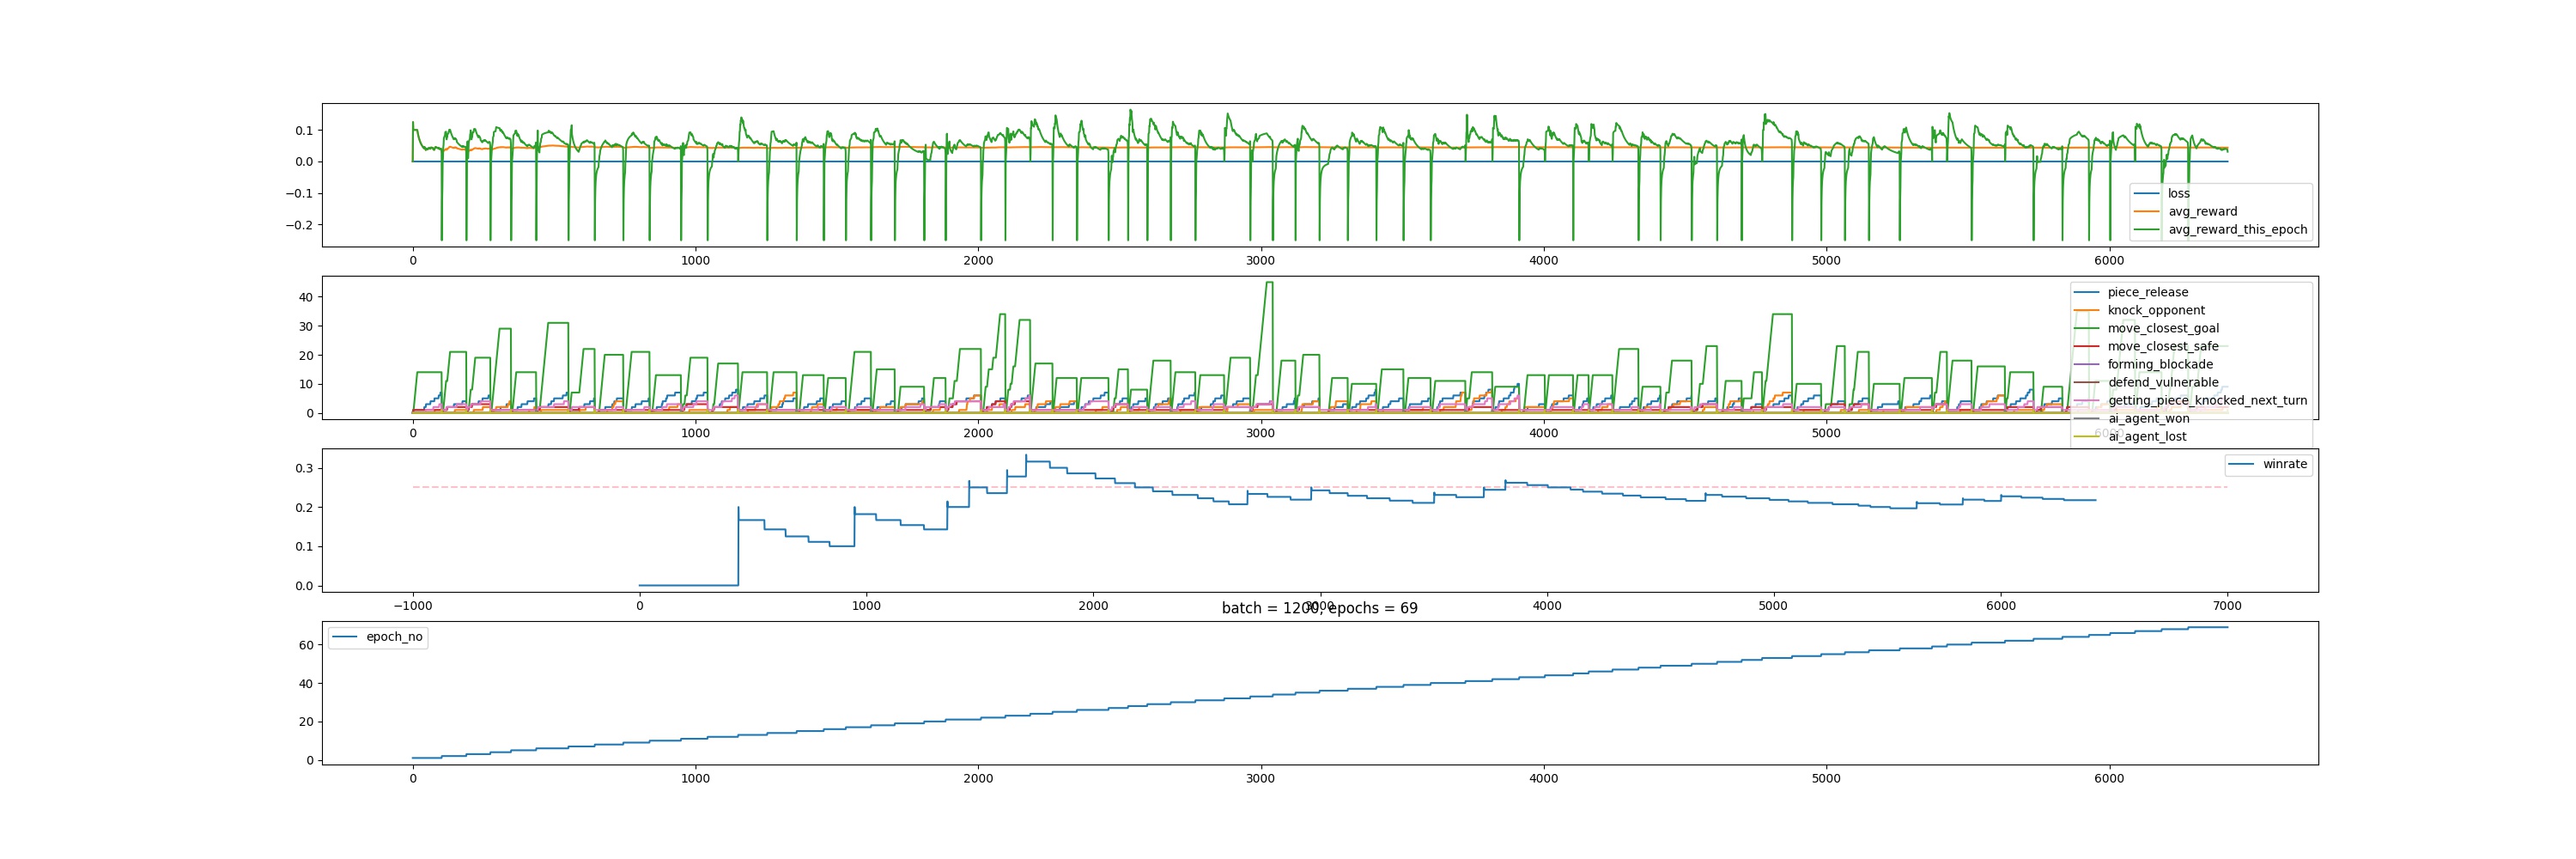 0.1
0.0
−0.1
−0.2
loss
avg_reward
avg_reward_this_epoch
0 1000 2000 3000 4000 5000 6000
40
30
20
10
0
piece_release
knock_opponent
move_closest_goal
move_closest_safe
forming_blockade
defend_vulnerable
getting_piece_knocked_next_turn
ai_agent_won
ai_agent_lost
0 1000 2000 3000 4000 5000 6000
0.3
0.2
0.1
0.0
winrate
−1000 0 1000 2000 3000 4000 5000 6000 7000
batch = 1200, epochs = 69
60
40
20
0
epoch_no
0 1000 2000 3000 4000 5000 6000